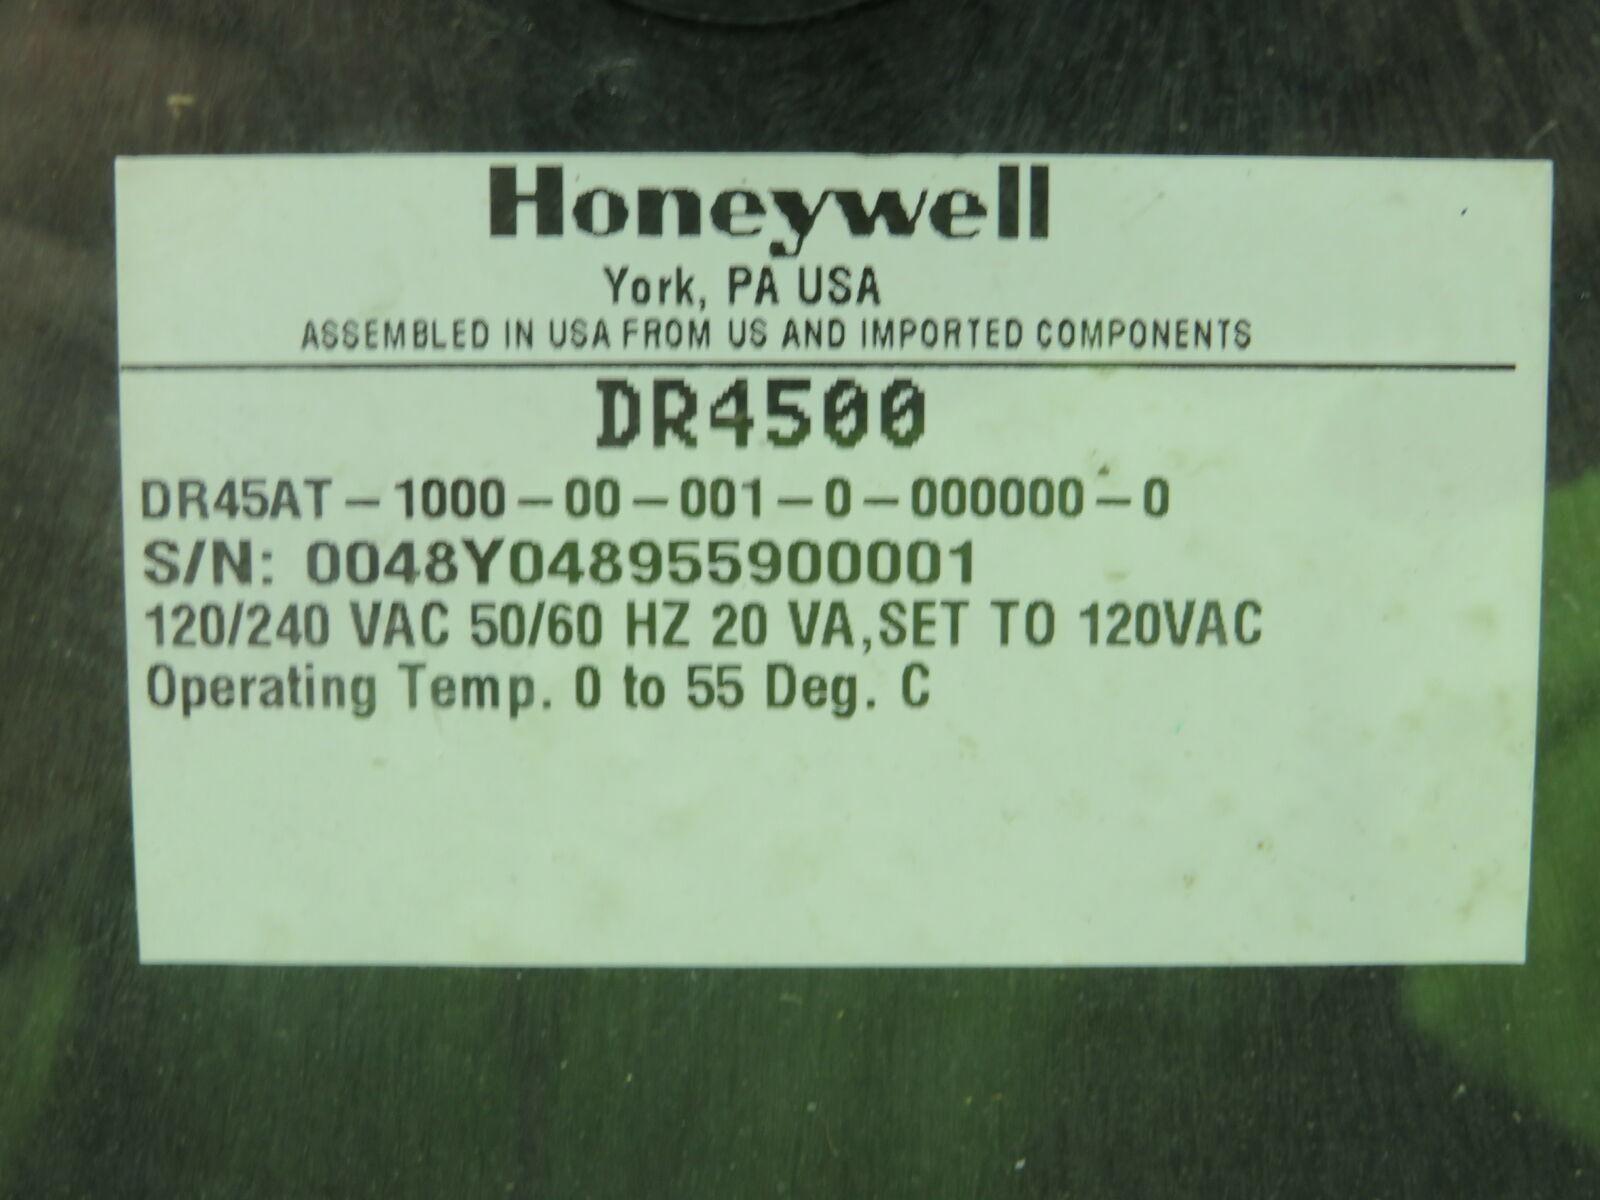 Honeywell
York, PA USA
ASSEMBLED IN USA FROM US AND IMPORTED COMPONENTS
DR4500
DR45AT-1000-00-001-0-000000-0
S/N: 0048Y048955900001
120/240 VAC 50/60 HZ 20 VA,SET TO 120VAC
Operating Temp. 0 to 55 Deg. C